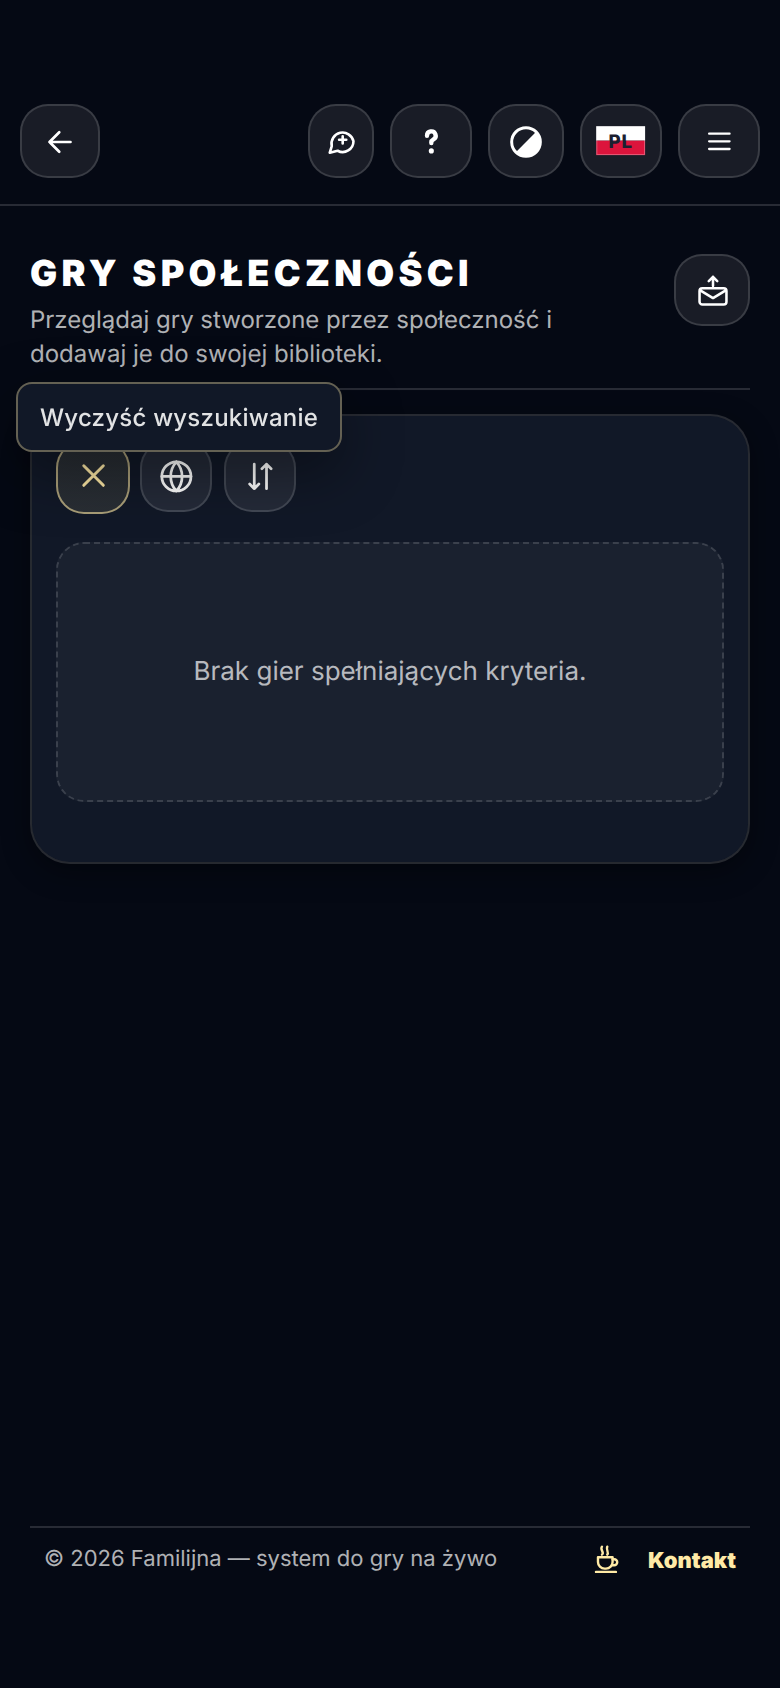 PL
GRY SPOŁECZNOŚCI
Przeglądaj gry stworzone przez społeczność i
dodawaj je do swojej biblioteki.
Wyczyść wyszukiwanie
Brak gier spełniających kryteria.
© 2026 Familijna — system do gry na żywo
Kontakt